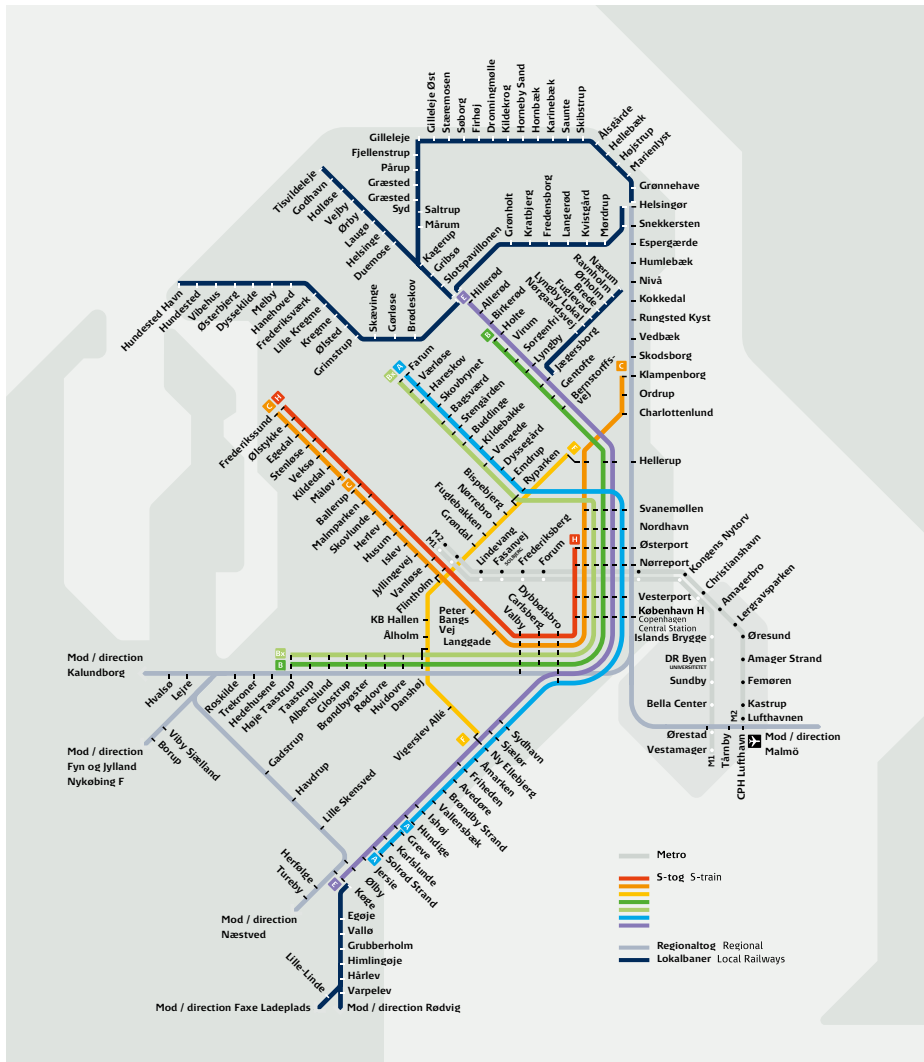 Gilleleje Øst
Stæremosen
Søborg
Firhøj
Dronningmølle
Kildekrog
Horneby Sand
Hornbæk
Karinebæk
Saunte
Skibstrup
Ålsgårde
Hellebæk
Højstrup
Marienlyst
Gilleleje
Fjellenstrup
Pårup
Græsted
Græsted
Syd
Saltrup
Mårum
Kagerup
Gribsø
Slotspavillonen
Tisvildeleje
Godhavn
Holløse
Vejby
Ørby
Laugø
Helsinge
Duemose
Grønholt
Kratbjerg
Fredensborg
Langerød
Kvistgård
Mørdrup
Grønnehave
Helsingør
Snekkersten
Espergærde
Humlebæk
Nivå
Kokkedal
Rungsted Kyst
Vedbæk
Skodsborg
Klampenborg
Ordrup
Charlottenlund
Hellerup
Svanemøllen
Nordhavn
Østerport
Nørreport
Vesterport
København H
Copenhagen
Central Station
Hundested Havn
Hundested
Vibehus
Østerbjerg
Dyssekilde
Melby
Hanehoved
Frederiksværk
Lille Kregme
Kregme
Ølsted
Grimstrup
Skævinge
Gørløse
Brødeskov
E
Hillerød
Allerød
Birkerød
B
Holte
Virum
Sorgenfri
Lyngby
Jægersborg
Gentofte
Bernstoffs-
vej
Nærum
Ravnholm
Ørholm
Brede
Fuglevad
Lyngby Lokal
Nørgaardsvej
C
Bx
A
Farum
Værløse
Hareskov
Skovbrynet
Bagsværd
Stengården
Buddinge
Kildebakke
Vangede
Dyssegård
Emdrup
Ryparken
F
Bispebjerg
Nørrebro
Fuglebakken
Grøndal
C
H
Frederikssund
Ølstykke
Egedal
Stenløse
Veksø
Kildedal
Måløv
C
Ballerup
Malmparken
Skovlunde
Herlev
Husum
Islev
Jyllingevej
Vanløse
Flintholm
KB Hallen
Ålholm
Peter
Bangs
Vej
Langgade
Valby
Carlsberg
Dybbølsbro
M2
M1
Lindevang
Fasanvej
SOLBJERG
Frederiksberg
Forum
H
Kongens Nytorv
Christianshavn
Amagerbro
Lergravsparken
Islands Brygge
DR Byen
UNIVERSITETET
Sundby
Bella Center
Ørestad
Vestamager
M1
Øresund
Amager Strand
Femøren
Kastrup
Lufthavnen
M2
Tårnby
CPH Lufthavn
Mod / direction
Malmö
Mod / direction
Kalundborg
Hvalsø
Lejre
Bx
B
Roskilde
Trekroner
Hedehusene
Høje Taastrup
Taastrup
Albertslund
Glostrup
Brøndbyøster
Rødovre
Hvidovre
Danshøj
Vigerslev Allé
F
Mod / direction
Fyn og Jylland
Nykøbing F
Viby Sjælland
Borup
Gadstrup
Havdrup
Lille Skensved
Herfølge
Tureby
Mod / direction
Næstved
Sydhavn
Sjælør
Ny Ellebjerg
Åmarken
Friheden
Avedøre
Brøndby Strand
Vallensbæk
Ishøj
A
Hundige
Greve
Karlslunde
Solrød Strand
A
Jersie
Ølby
E
Køge
Egøje
Vallø
Grubberholm
Himlingøje
Hårlev
Varpelev
Lille-Linde
Mod / direction Faxe Ladeplads
Mod / direction Rødvig
Metro
S-tog S-train
Regionaltog Regional
Lokalbaner Local Railways